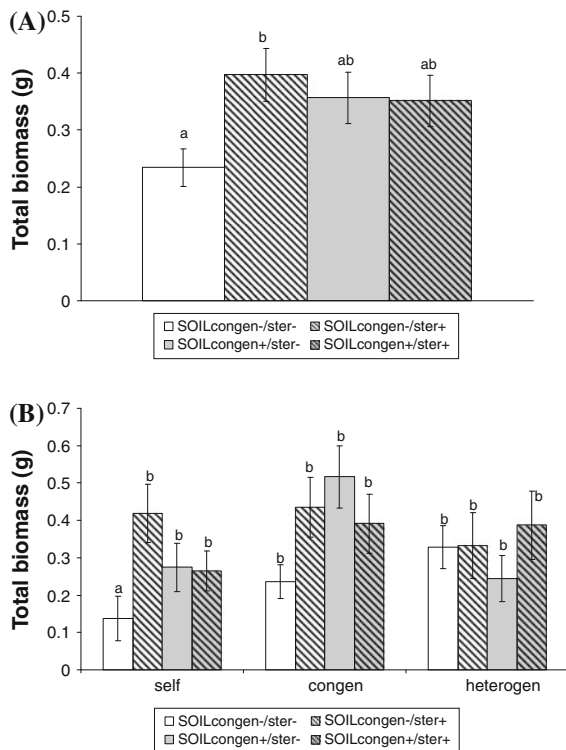 (A)
Total biomass (g)
0.5
0.4
0.3
0.2
0.1
0
a
b
ab
ab
SOILcongen-/ster- SOILcongen-/ster+
SOILcongen+/ster- SOILcongen+/ster+
(B)
Total biomass (g)
0.7
0.6
0.5
0.4
0.3
0.2
0.1
0
a
b
b
b
b
b
b
b
b
b
b
b
self congen heterogen
SOILcongen-/ster- SOILcongen-/ster+
SOILcongen+/ster- SOILcongen+/ster+